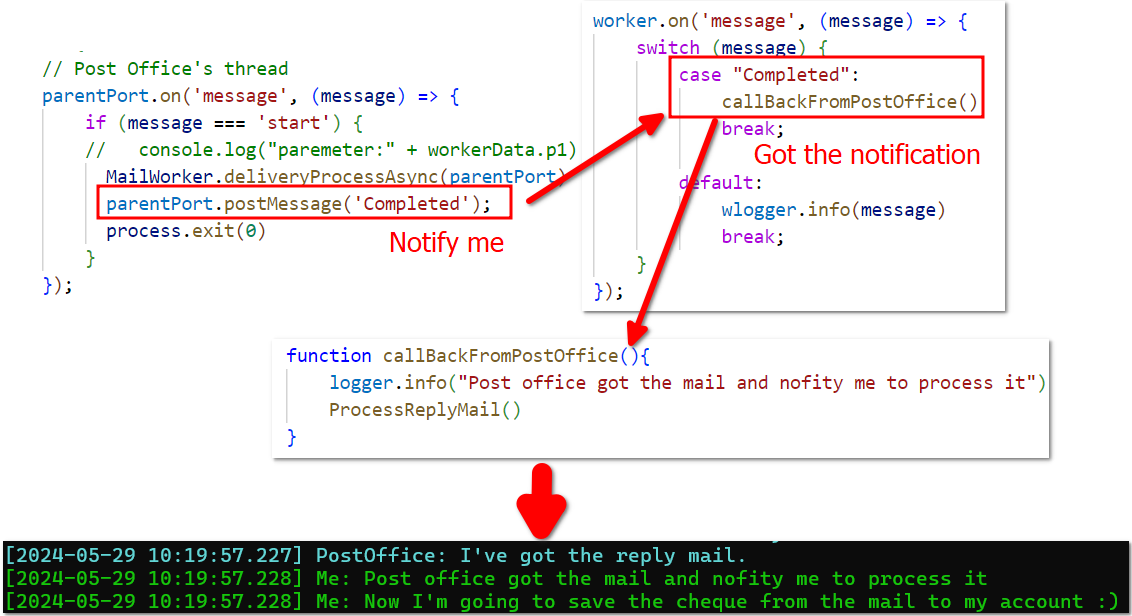 // Post Office's thread
parentPort.on('message', (message) => {
if (message === 'start') {
// console.log("paremeter:" + workerData.p1)
MailWorker.deliveryProcessAsync(parentPort)
parentPort.postMessage('Completed');
process.exit(0)
}
});
Notify me
worker.on('message', (message) => {
switch (message) {
case "Completed":
callBackFromPostOffice()
break;
Got the notification
default:
wlogger.info(message)
break;
}
});
function callBackFromPostOffice(){
logger.info("Post office got the mail and nofity me to process it")
ProcessReplyMail()
}
[2024-05-29 10:19:57.227] PostOffice: I've got the reply mail.
[2024-05-29 10:19:57.228] Me: Post office got the mail and nofity me to process it
[2024-05-29 10:19:57.228] Me: Now I'm going to save the cheque from the mail to my account :)